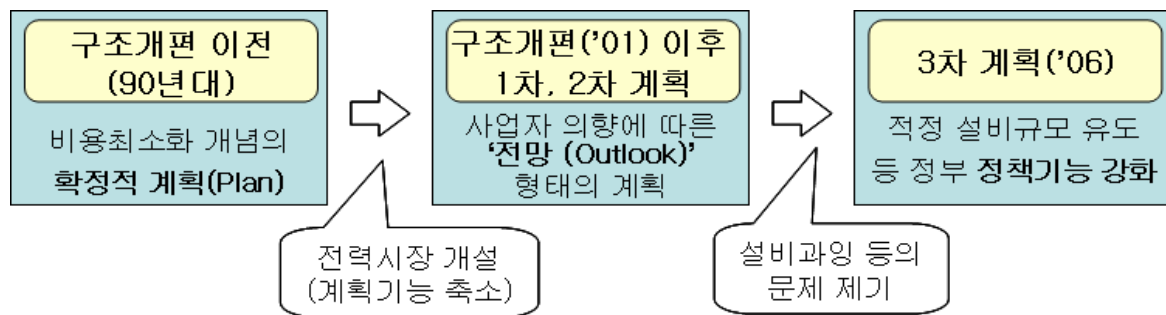 구조개편 이전
(90년대)
비용최소화 개념의
확정적 계획(Plan)
구조개편('01) 이후
1차, 2차 계획
사업자 의향에 따른
'전망 (Outlook)'
형태의 계획
3차 계획('06)
적정 설비규모 유도
등 정부 정책기능 강화
전력시장 개설
(계획기능 축소)
설비과잉 등의
문제 제기